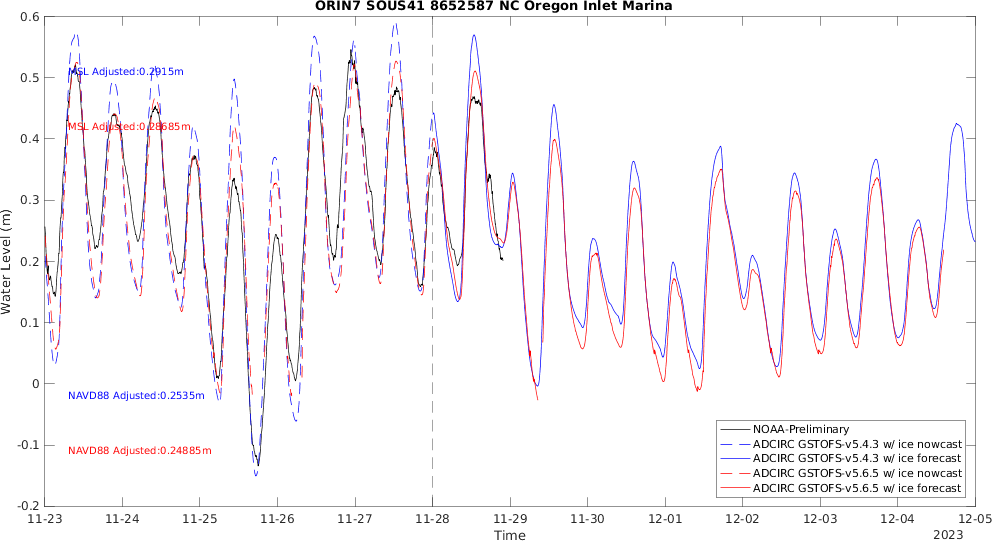 ORIN7 SOUS41 8652587 NC Oregon Inlet Marina
Water Level (m)
0.6
0.5
0.4
0.3
0.2
0.1
0
-0.1
-0.2
MSL Adjusted:0.2915m
MSL Adjusted:0.28685m
NAVD88 Adjusted:0.2535m
NAVD88 Adjusted:0.24885m
NOAA-Preliminary
ADCIRC GSTOFS-v5.4.3 w/ ice nowcast
ADCIRC GSTOFS-v5.4.3 w/ ice forecast
ADCIRC GSTOFS-v5.6.5 w/ ice nowcast
ADCIRC GSTOFS-v5.6.5 w/ ice forecast
11-23 11-24 11-25 11-26 11-27 11-28 11-29 11-30 12-01 12-02 12-03 12-04 12-05
Time
2023